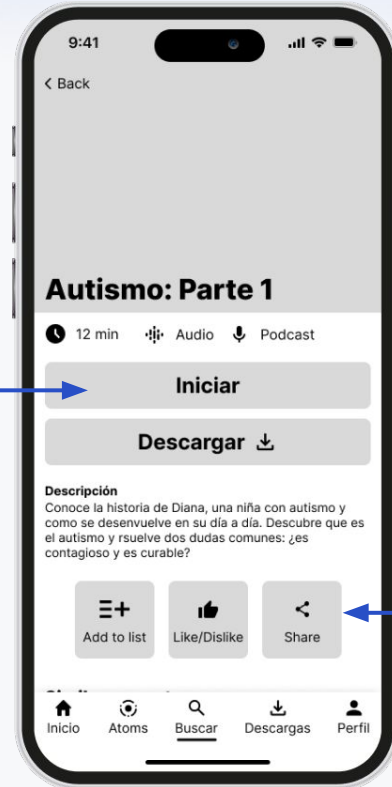 9:41
< Back
Autismo: Parte 1
12 min Audio Podcast
Iniciar
Descargar
Descripción
Conoce la historia de Diana, una niña con autismo y
como se desenvuelve en su día a día. Descubre que es
el autismo y rsuelve dos dudas comunes: ¿es
contagioso y es curable?
Add to list Like/Dislike Share
Inicio Atoms Buscar Descargas Perfil